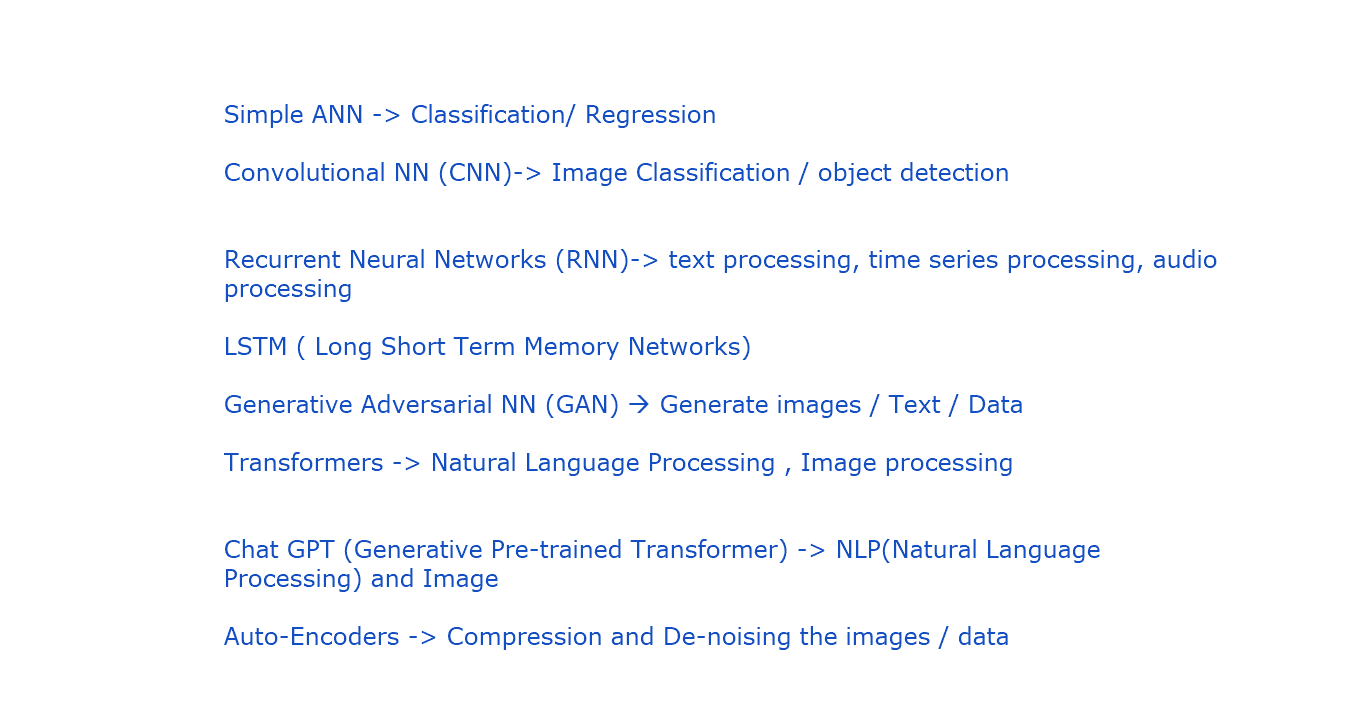 Simple ANN -> Classification/ Regression
Convolutional NN (CNN)-> Image Classification / object detection
Recurrent Neural Networks (RNN)-> text processing, time series processing, audio
processing
LSTM ( Long Short Term Memory Networks)
Generative Adversarial NN (GAN) → Generate images / Text / Data
Transformers -> Natural Language Processing , Image processing
Chat GPT (Generative Pre-trained Transformer) -> NLP(Natural Language
Processing) and Image
Auto-Encoders -> Compression and De-noising the images / data